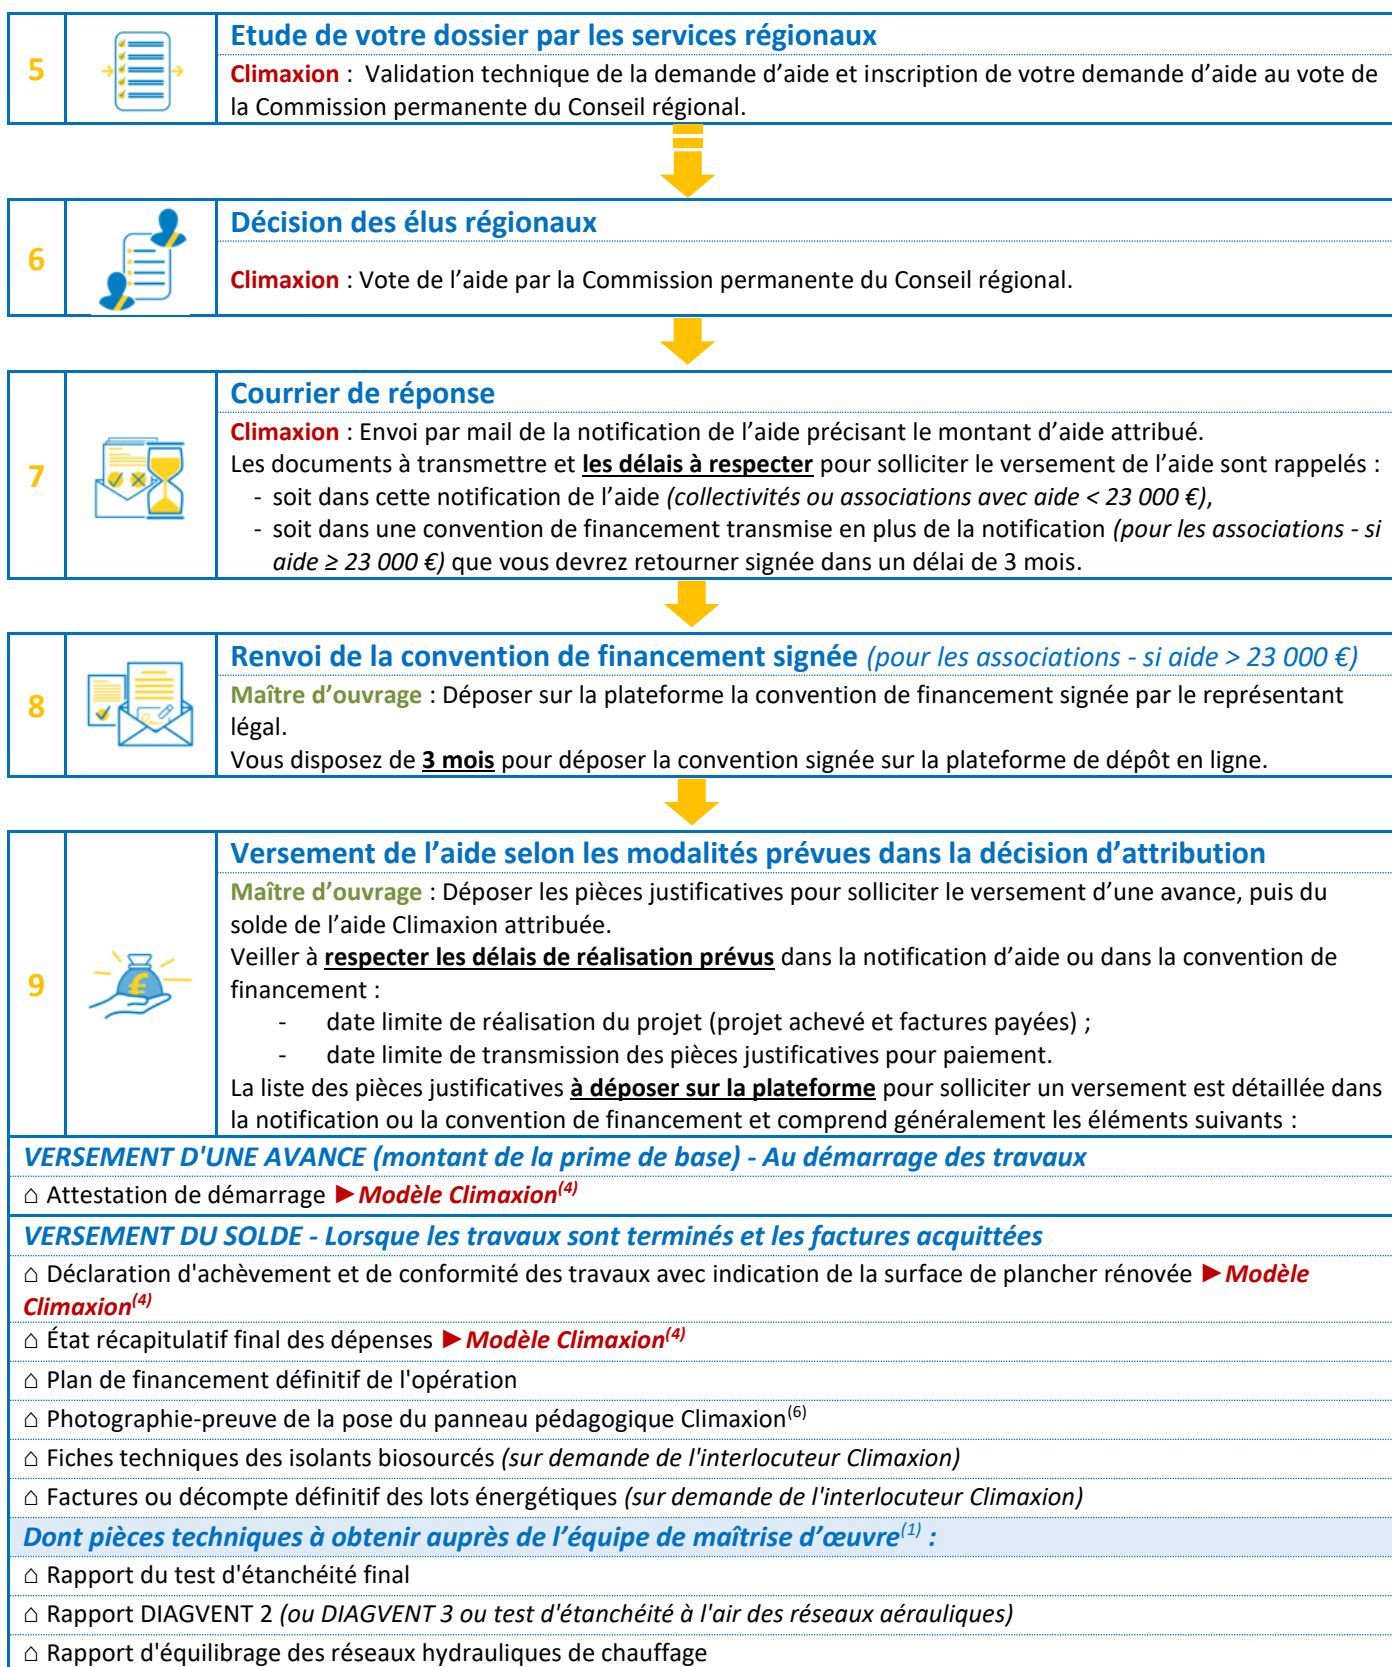 5
Etude de votre dossier par les services régionaux
Climaxion : Validation technique de la demande d’aide et inscription de votre demande d’aide au vote de
la Commission permanente du Conseil régional.
6
Décision des élus régionaux
Climaxion : Vote de l’aide par la Commission permanente du Conseil régional.
7
Courrier de réponse
Climaxion : Envoi par mail de la notification de l’aide précisant le montant d’aide attribué.
Les documents à transmettre et les délais à respecter pour solliciter le versement de l’aide sont rappelés :
- soit dans cette notification de l’aide (collectivités ou associations avec aide < 23 000 €),
- soit dans une convention de financement transmise en plus de la notification (pour les associations - si
aide ≥ 23 000 €) que vous devrez retourner signée dans un délai de 3 mois.
8
Renvoi de la convention de financement signée (pour les associations - si aide > 23 000 €)
Maître d’ouvrage : Déposer sur la plateforme la convention de financement signée par le représentant
légal.
Vous disposez de 3 mois pour déposer la convention signée sur la plateforme de dépôt en ligne.
9
€
Versement de l’aide selon les modalités prévues dans la décision d’attribution
Maître d’ouvrage : Déposer les pièces justificatives pour solliciter le versement d’une avance, puis du
solde de l’aide Climaxion attribuée.
Veiller à respecter les délais de réalisation prévus dans la notification d’aide ou dans la convention de
financement :
- date limite de réalisation du projet (projet achevé et factures payées) ;
- date limite de transmission des pièces justificatives pour paiement.
La liste des pièces justificatives à déposer sur la plateforme pour solliciter un versement est détaillée dans
la notification ou la convention de financement et comprend généralement les éléments suivants :
VERSEMENT D'UNE AVANCE (montant de la prime de base) - Au démarrage des travaux
⌂ Attestation de démarrage ►Modèle Climaxion(4)
VERSEMENT DU SOLDE - Lorsque les travaux sont terminés et les factures acquittées
⌂ Déclaration d'achèvement et de conformité des travaux avec indication de la surface de plancher rénovée ►Modèle
Climaxion(4)
⌂ État récapitulatif final des dépenses ►Modèle Climaxion(4)
⌂ Plan de financement définitif de l'opération
⌂ Photographie-preuve de la pose du panneau pédagogique Climaxion(6)
⌂ Fiches techniques des isolants biosourcés (sur demande de l'interlocuteur Climaxion)
⌂ Factures ou décompte définitif des lots énergétiques (sur demande de l'interlocuteur Climaxion)
Dont pièces techniques à obtenir auprès de l’équipe de maîtrise d’œuvre(1) :
⌂ Rapport du test d'étanchéité final
⌂ Rapport DIAGVENT 2 (ou DIAGVENT 3 ou test d'étanchéité à l'air des réseaux aérauliques)
⌂ Rapport d'équilibrage des réseaux hydrauliques de chauffage